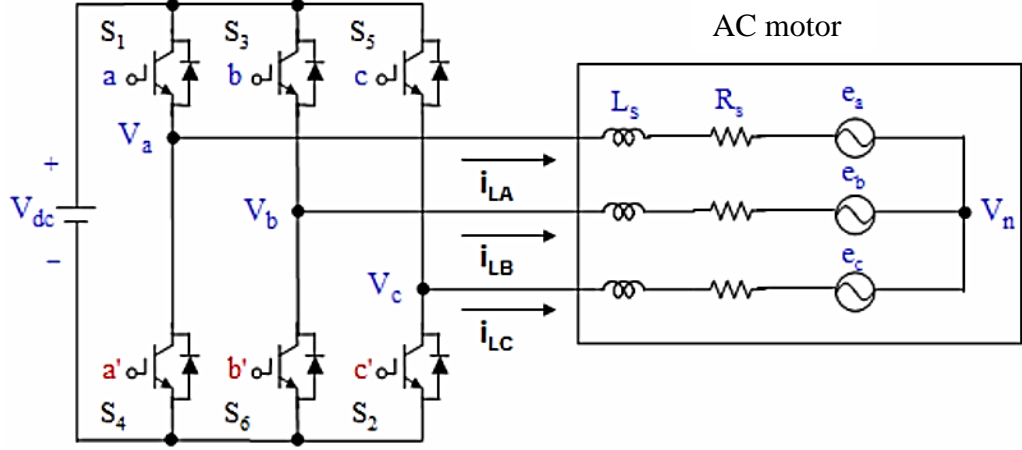 AC motor
S1 S3 S5
a b c
Ls Rs ea
Va
+
iLA
eb
Vdc Vb Vn
iLB
−
ec
Vc
iLC
a' b' c'
S4 S6 S2